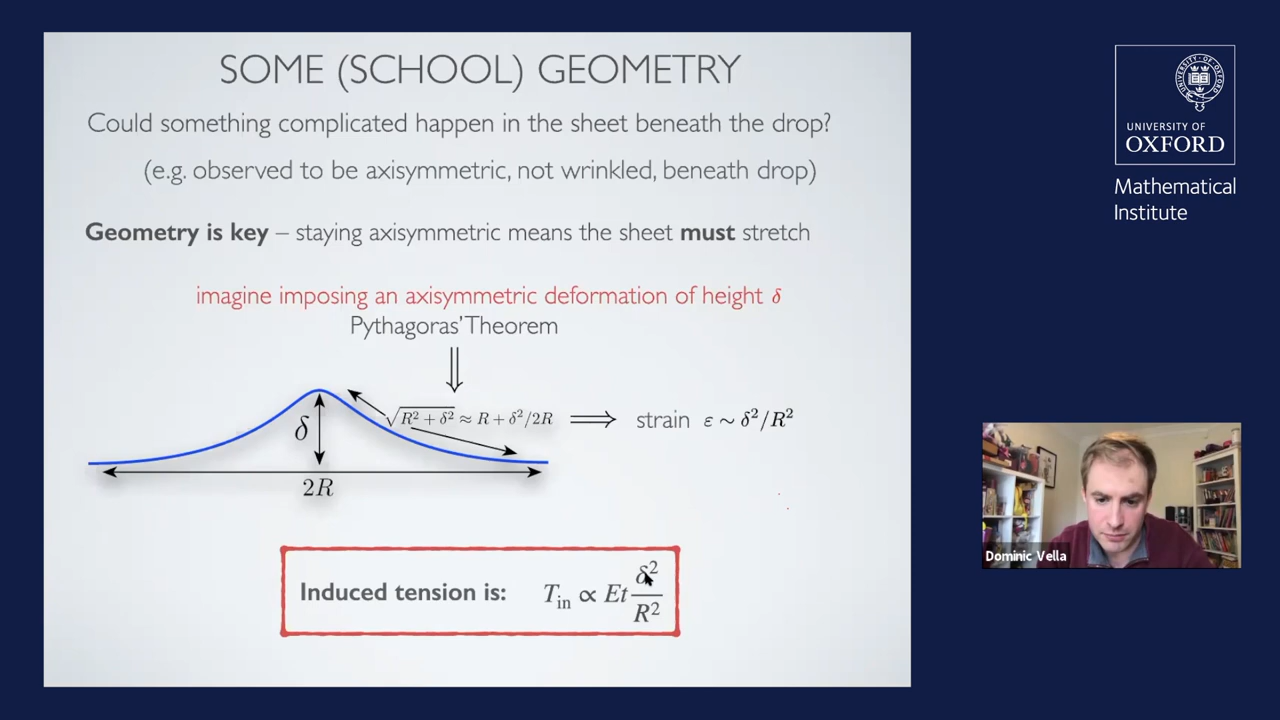 SOME (SCHOOL) GEOMETRY
Could something complicated happen in the sheet beneath the drop?
(e.g. observed to be axisymmetric, not wrinkled, beneath drop)
Geometry is key – staying axisymmetric means the sheet must stretch
imagine imposing an axisymmetric deformation of height δ
Pythagoras' Theorem
⇓
δ
√(R² + δ²) ≈ R + δ²/2R ⟹ strain ε ~ δ²/R²
2R
Induced tension is: T_in ∝ Et δ²/R²
UNIVERSITY OF
OXFORD
Mathematical
Institute
Dominic Vella